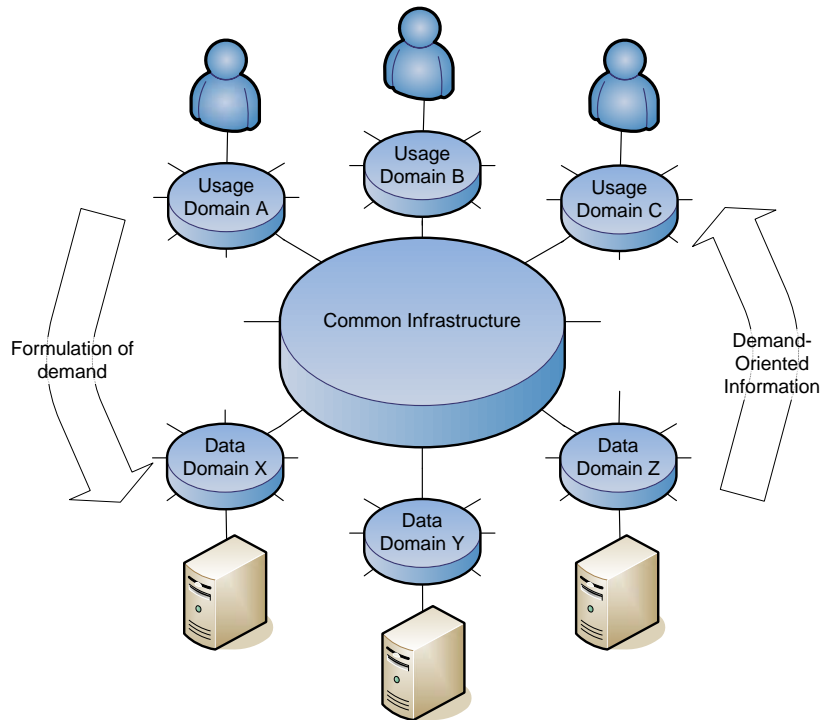 Usage
Domain A
Usage
Domain B
Usage
Domain C
Common Infrastructure
Formulation of
demand
Demand-
Oriented
Information
Data
Domain X
Data
Domain Y
Data
Domain Z